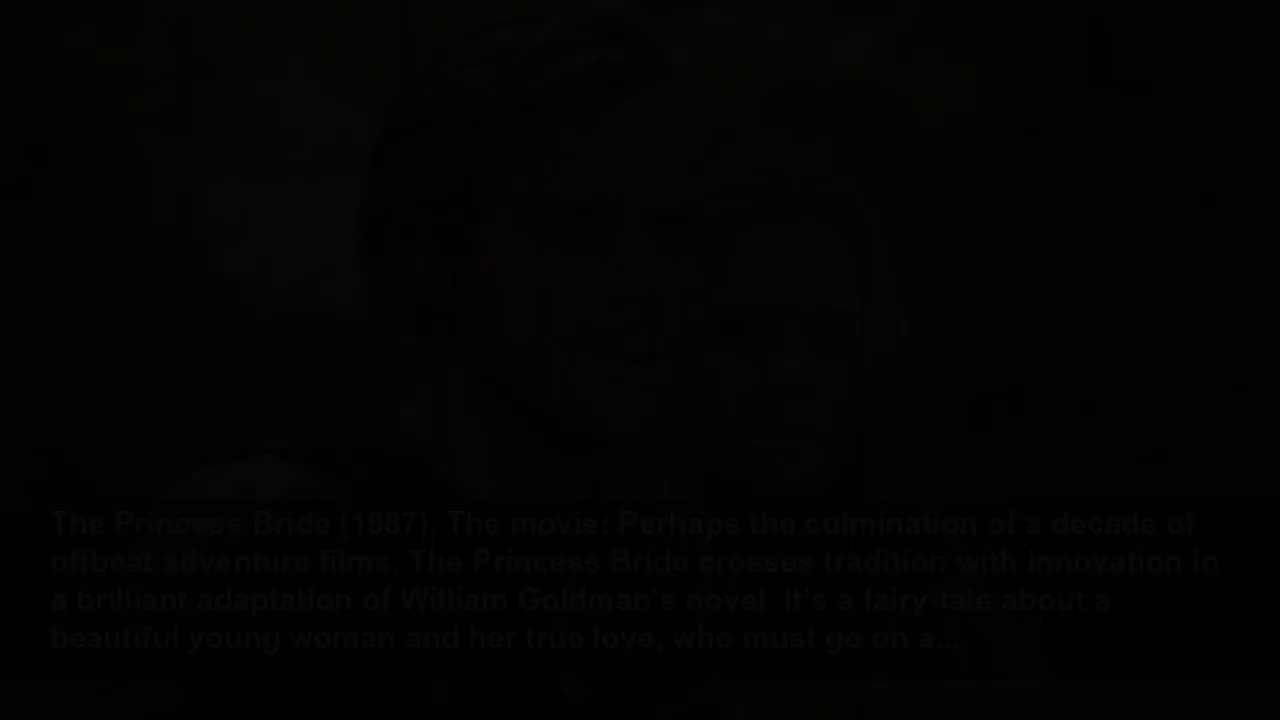 The Princess Bride (1987), The movie: Perhaps the culmination of a decade of
offbeat adventure films, The Princess Bride crosses tradition with innovation in
a brilliant adaptation of William Goldman's novel. It's a fairy-tale about a
beautiful young woman and her true love, who must go on a...